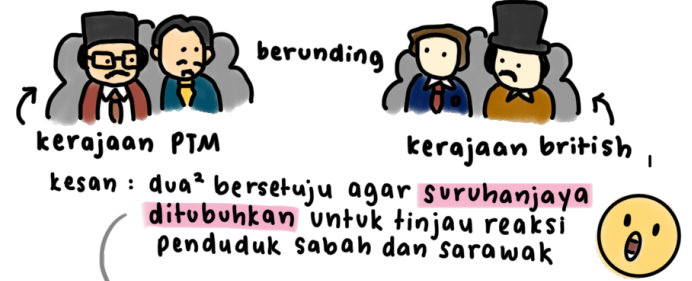 berunding
kerajaan PTM
kerajaan british
kesan : dua² bersetuju agar suruhanjaya
ditubuhkan untuk tinjau reaksi
penduduk sabah dan sarawak